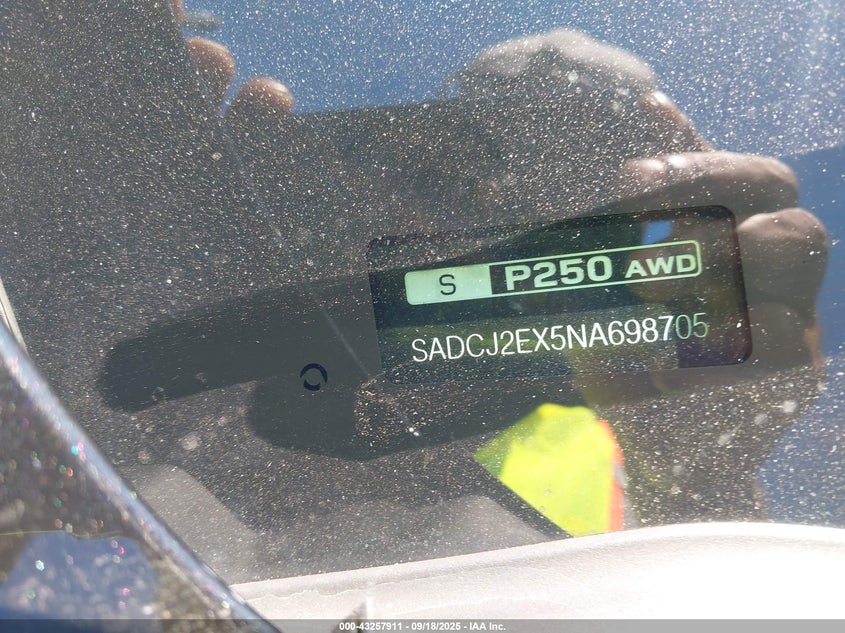 S P250 AWD
SADCJ2EX5NA698705
000-43257911 - 09/18/2025 - IAA Inc.